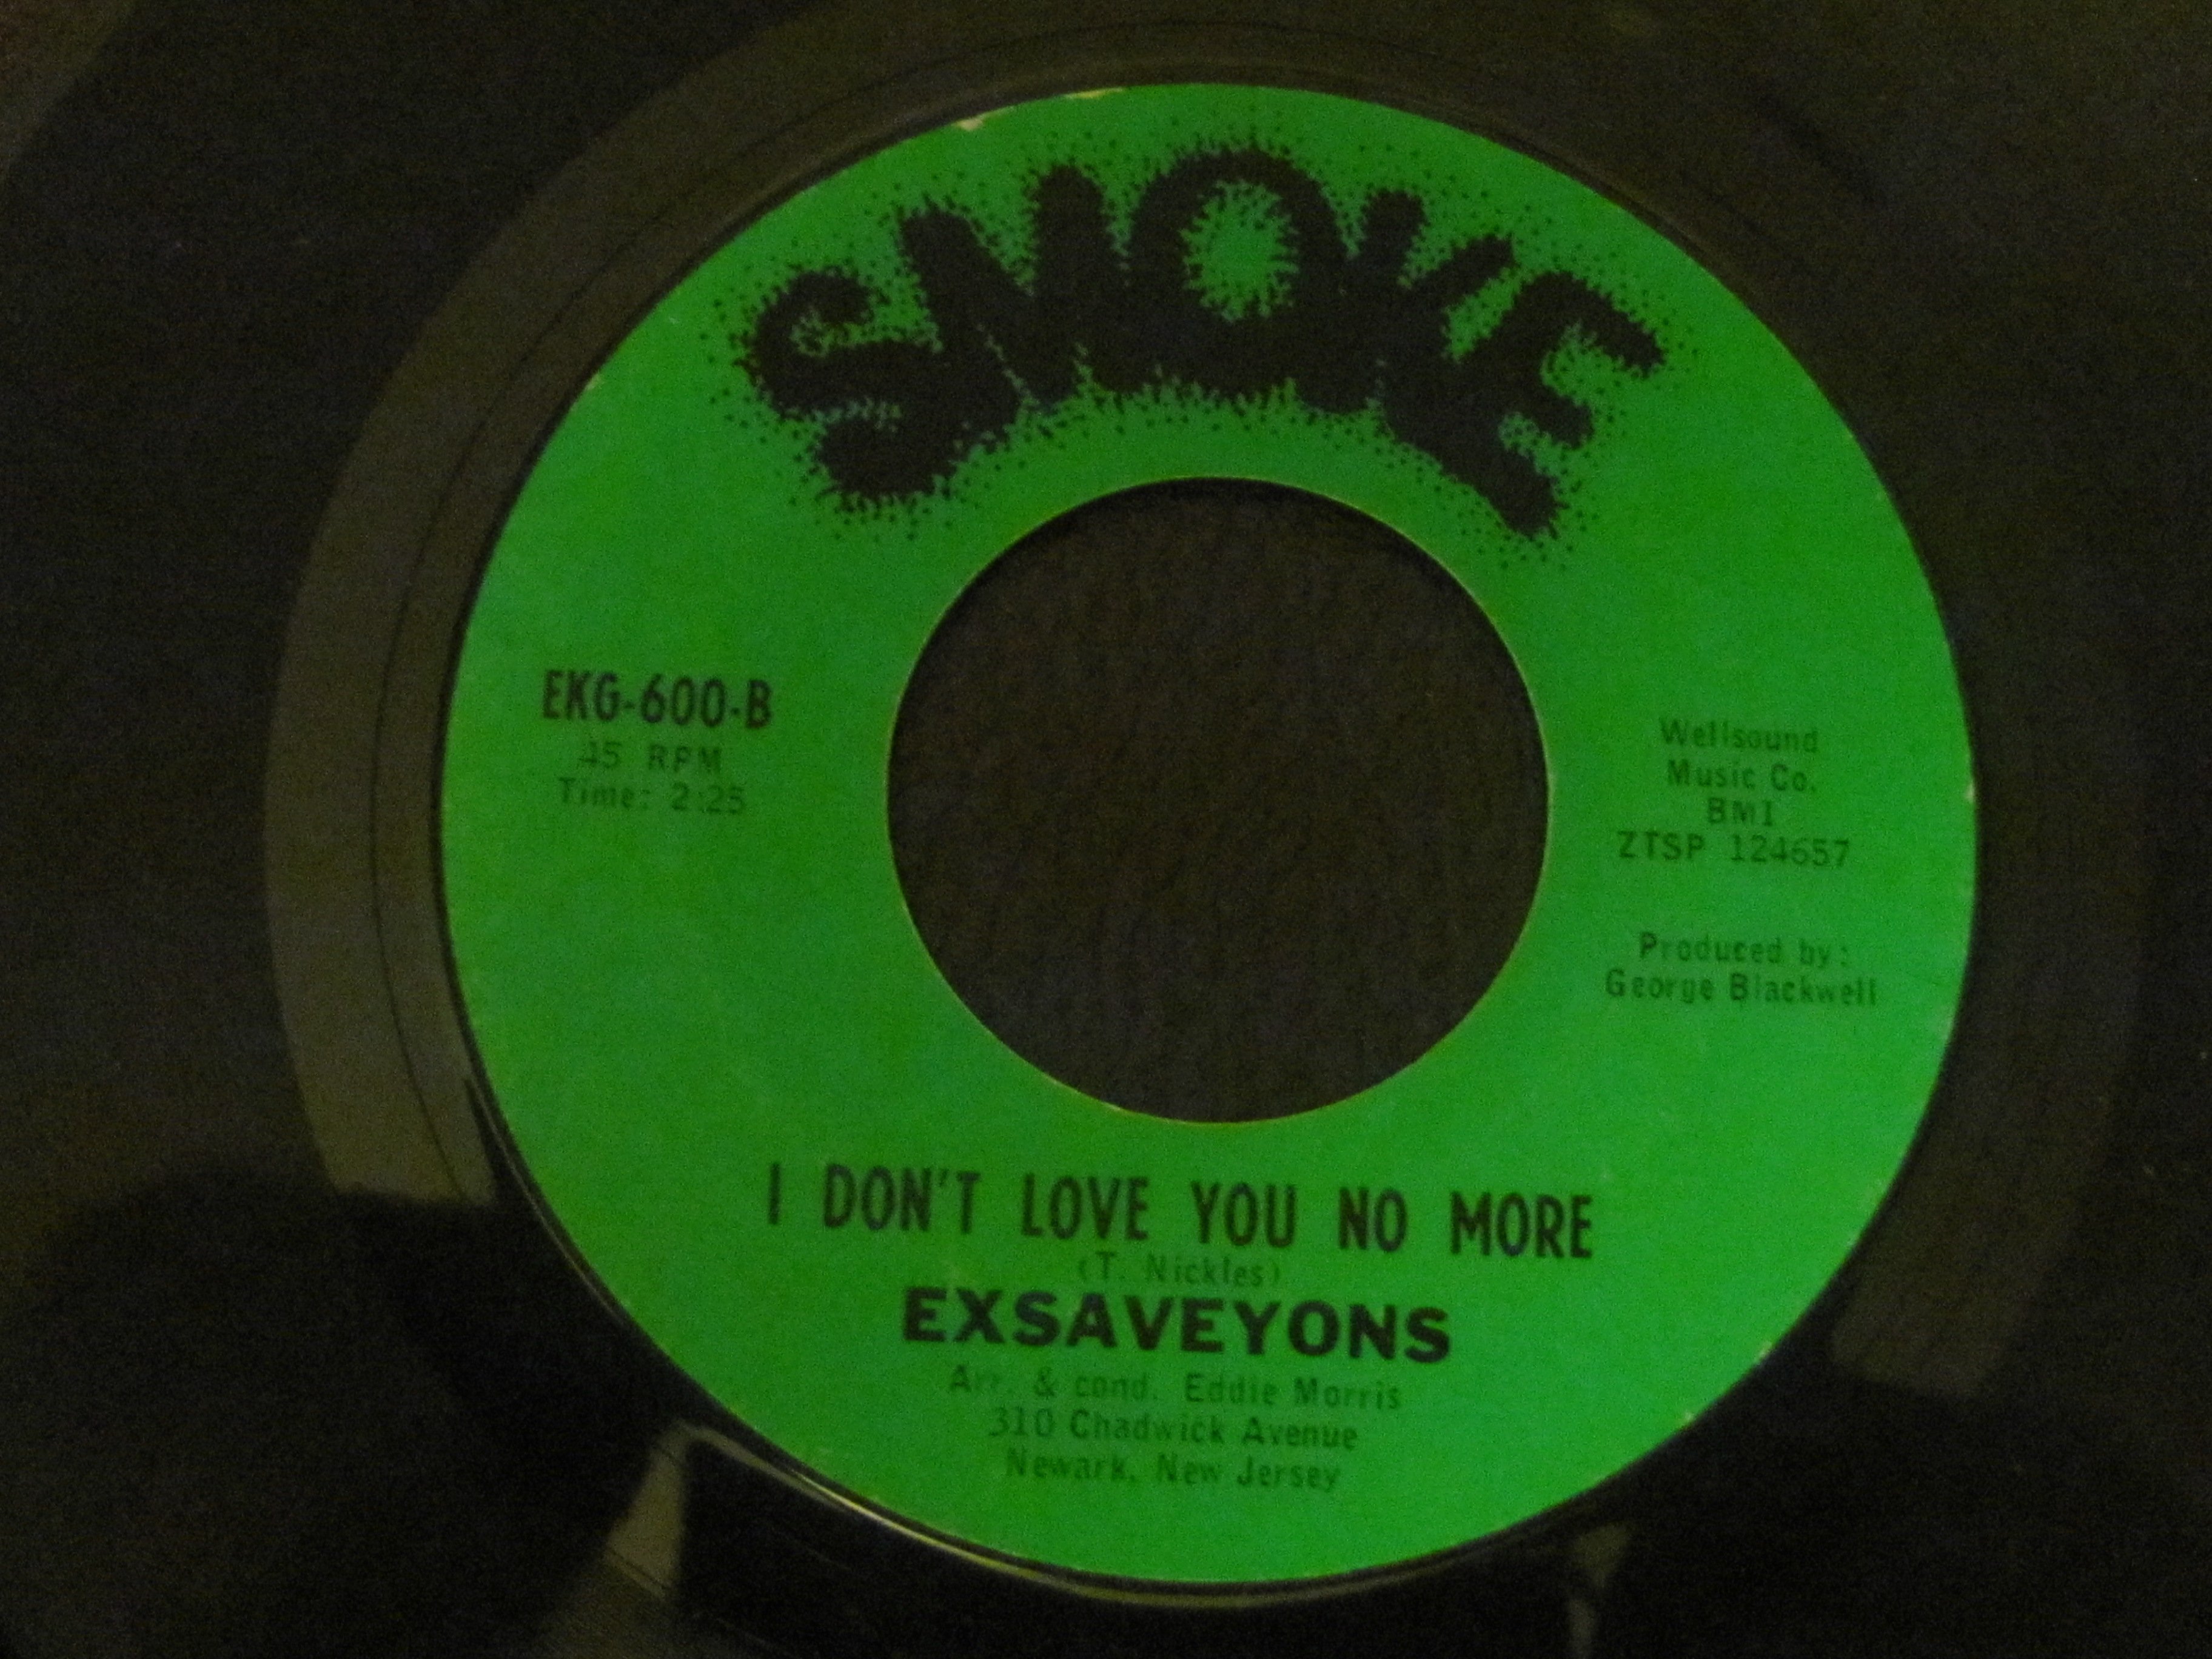 SMOKE
EKG-600-B
45 RPM
Time: 2:25
Wellsound
Music Co.
BMI
ZTSP 124657
Produced by:
George Blackwell
I DON'T LOVE YOU NO MORE
(T. Nickles)
EXSAVEYONS
Arr. & cond. Eddie Morris
310 Chadwick Avenue
Newark, New Jersey